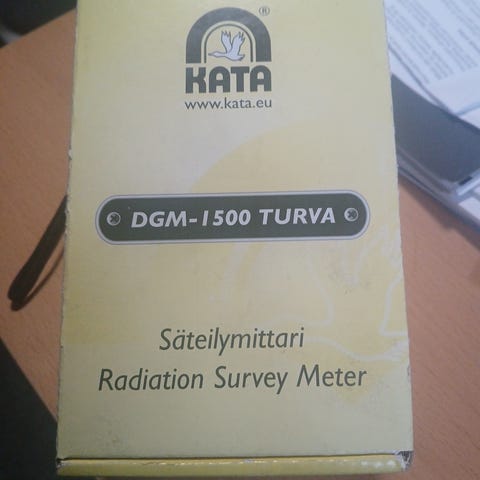 ®
KATA
www.kata.eu
DGM-1500 TURVA
Säteilymittari
Radiation Survey Meter